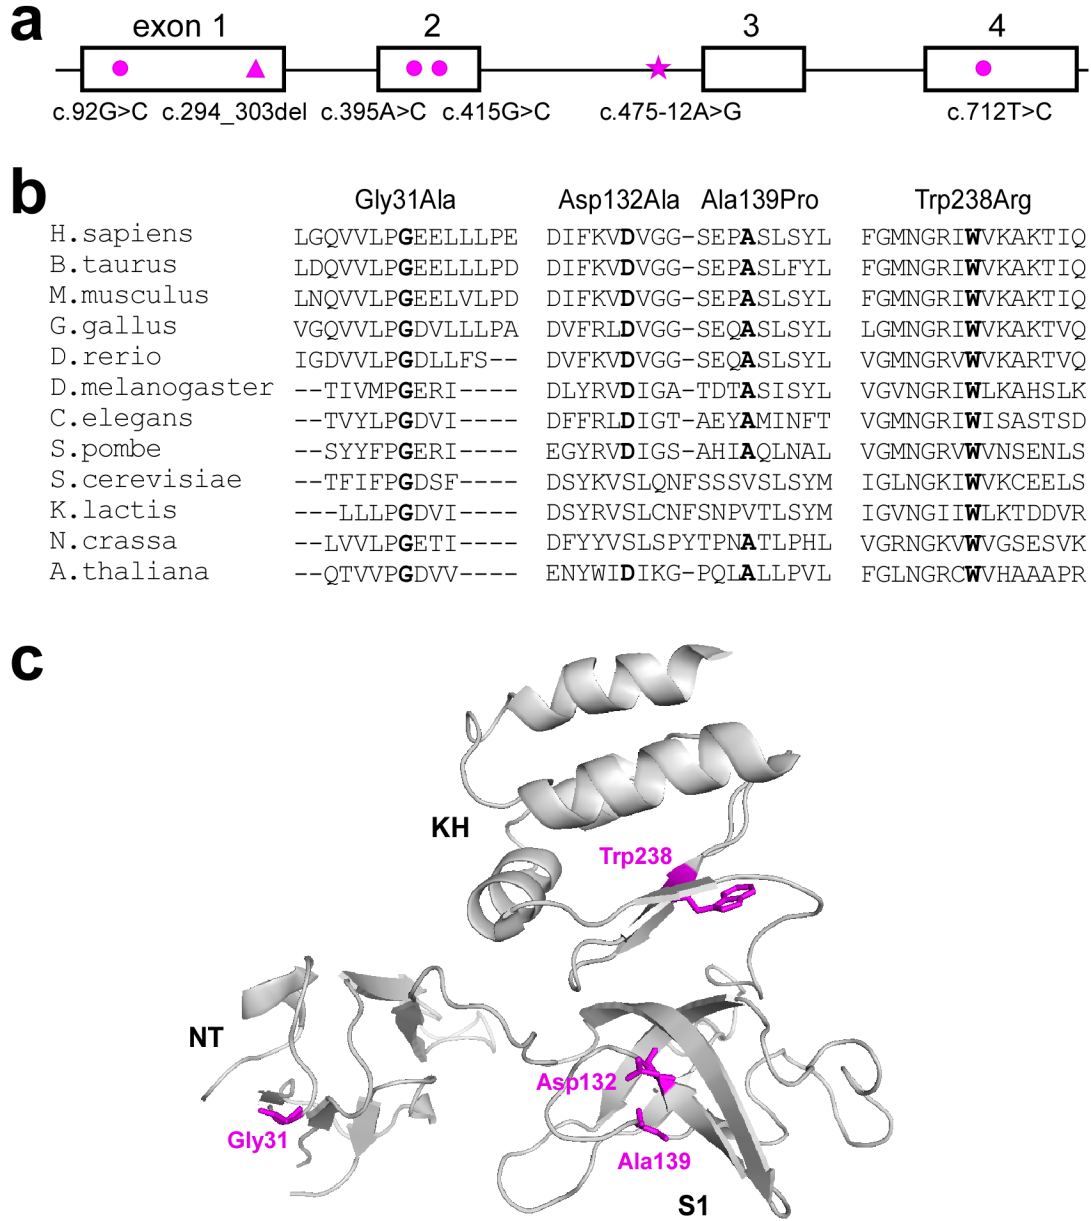 a
exon 1 2 3 4
c.92G>C c.294_303del c.395A>C c.415G>C c.475-12A>G c.712T>C
b
Gly31Ala Asp132Ala Ala139Pro Trp238Arg
H.sapiens LGQVVLPGEELLLPE DIFKVDVGG-SEPASLSYL FGMNGRIWVKAKTIQ
B.taurus LDQVVLPGEELLLPD DIFKVDVGG-SEPASLFYL FGMNGRIWVKAKTIQ
M.musculus LNQVVLPGEELVLPD DIFKVDVGG-SEPASLSYL FGMNGRIWVKAKTIQ
G.gallus VGQVVLPGDVLLLPA DVFRLDVGG-SEQASLSYL LGMNGRIWVKAKTVQ
D.rerio IGDVVLPGDLLFS-- DVFKVDVGG-SEQASLSYL VGMNGRVWVKARTVQ
D.melanogaster --TIVMPGERI---- DLYRVDIGA-TDTASISYL VGVNGRIWLKAHSLK
C.elegans --TVYLPGDVI---- DFFRLDIGT-AEYAMINFT VGMNGRIWISASTSD
S.pombe --SYYFPGERI---- EGYRVDIGS-AHIAQLNAL VGMNGRVWVNSENLS
S.cerevisiae --TFIFPGDSF---- DSYKVSLQNFSSSVSLSYM IGLNGKIWVKCEELS
K.lactis ---LLLPGDVI---- DSYRVSLCNFSNPVTLSYM IGVNGIIWLKTDDVR
N.crassa --LVVLPGETI---- DFYYVSLSPYTPNATLPHL VGRNGKVWVGSESVK
A.thaliana --QTVVPGDVV---- ENYWIDIKG-PQLALLPVL FGLNGRCWVHAAAPR
c
KH
Trp238
NT
Asp132
Gly31
Ala139
S1